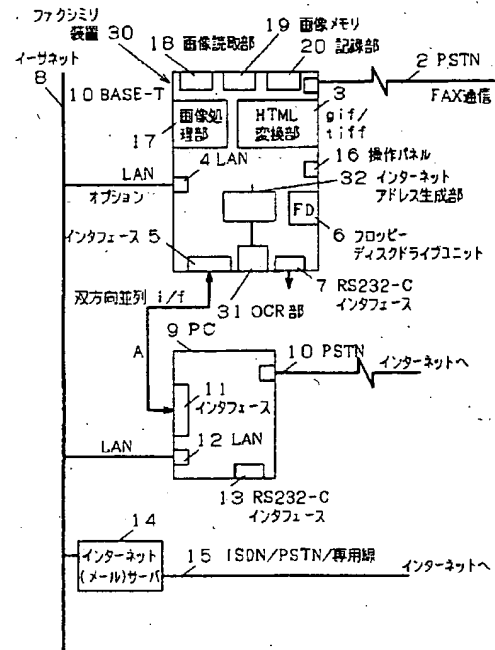 ファクシミリ
装置 30
18 画像読取部
19 画像メモリ
20 記録部
イーサネット
8
10 BASE-T
2 PSTN
FAX通信
3
画像処
理部
17
HTML
変換部
gif/
tiff
4 LAN
16 操作パネル
LAN
オプション
32 インターネット
アドレス生成部
FD
6 フロッピー
ディスクドライブユニット
インタフェース 5
7 RS232-C
インタフェース
双方向並列 i/f
31 OCR部
A
9 PC
10 PSTN
インターネットへ
11
インタフェース
LAN
12 LAN
13 RS232-C
インタフェース
14
インターネット
(メール)サーバ
15 ISDN/PSTN/専用線
インターネットへ